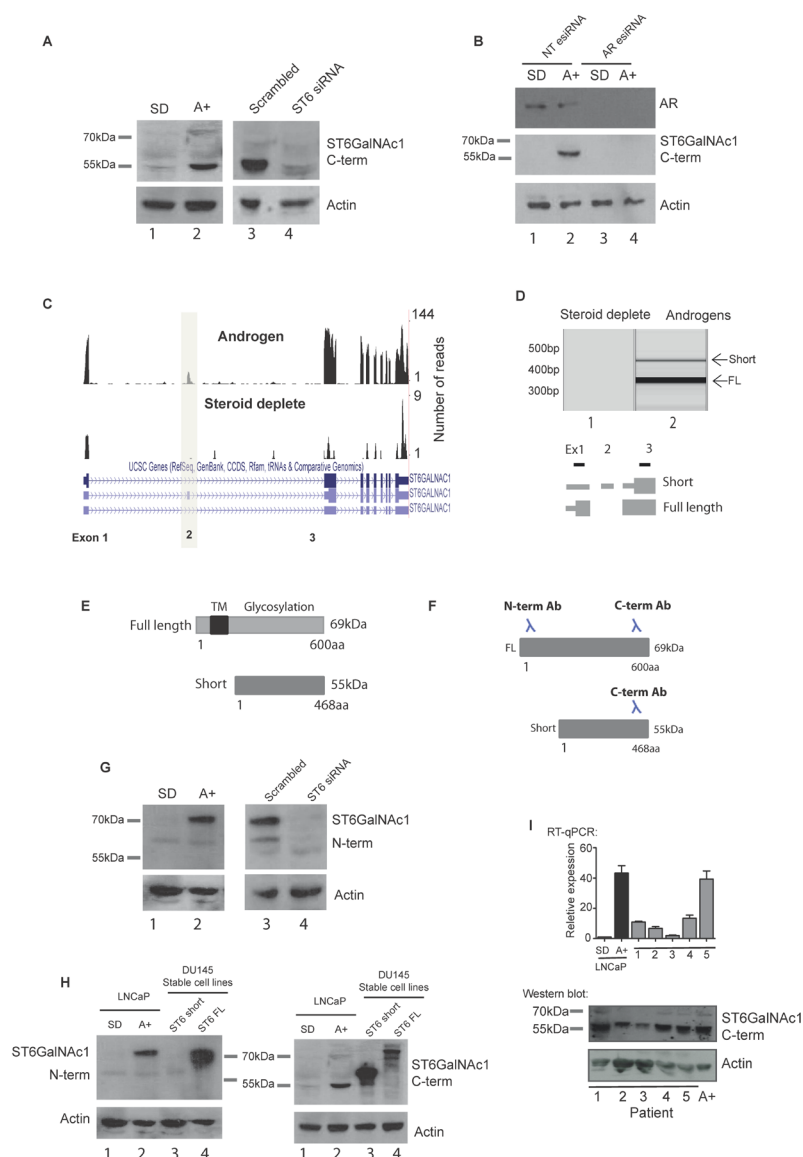 A
SD A+
Scrambled
ST6 siRNA
70kDa
55kDa
ST6GalNAc1
C-term
Actin
1 2 3 4
B
NT esiRNA AR esiRNA
SD A+ SD A+
AR
70kDa
55kDa
ST6GalNAc1
C-term
Actin
1 2 3 4
C
144
Androgen
1
9
Steroid deplete
1
Number of reads
UCSC Genes (RefSeq, GenBank, CCDS, Rfam, tRNAs & Comparative Genomics)
ST6GALNAC1
ST6GALNAC1
ST6GALNAC1
Exon 1 2 3
D
Steroid deplete Androgens
500bp
400bp
300bp
Short
FL
1 2
Ex1 2 3
Short
Full length
E
TM Glycosylation
Full length 69kDa
1 600aa
Short 55kDa
1 468aa
F
N-term Ab C-term Ab
FL 69kDa
1 600aa
C-term Ab
Short 55kDa
1 468aa
G
SD A+
Scrambled
ST6 siRNA
70kDa
55kDa
ST6GalNAc1
N-term
Actin
1 2 3 4
H
LNCaP
DU145
Stable cell lines
SD A+ ST6 short ST6 FL
ST6GalNAc1
N-term
Actin
1 2 3 4
70kDa
55kDa
LNCaP
DU145
Stable cell lines
SD A+ ST6 short ST6 FL
ST6GalNAc1
C-term
Actin
1 2 3 4
I
RT-qPCR:
Reletive expession
60
40
20
0
SD A+ 1 2 3 4 5
LNCaP
Western blot:
70kDa
55kDa
ST6GalNAc1
C-term
Actin
1 2 3 4 5 A+
Patient